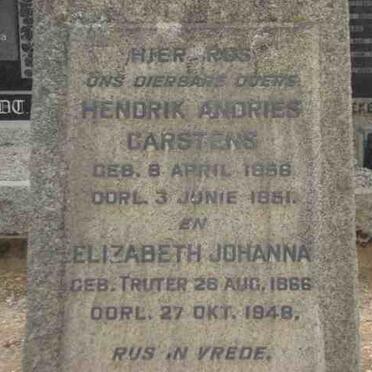 HIER RUS
ONS DIERBARE OUERS
HENDRIK ANDRIES
CARSTENS
GEB. 6 APRIL 1856
OORL. 3 JUNIE 1951.
EN
ELIZABETH JOHANNA
GEB. TRUTER 26 AUG. 1866
OORL. 27 OKT. 1948.
RUS IN VREDE.